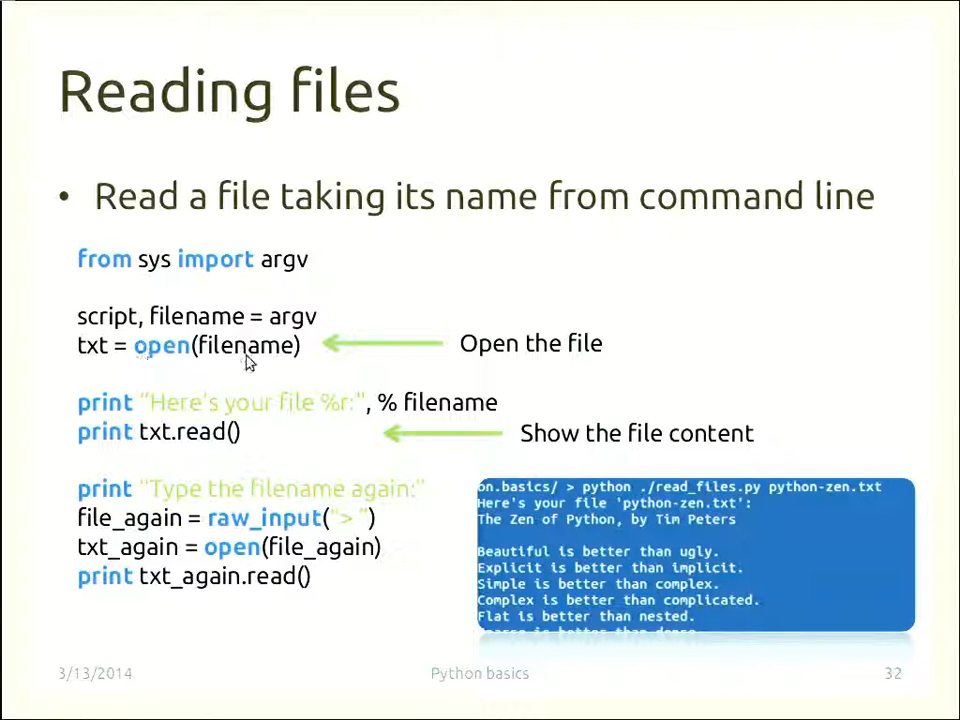 Reading files
• Read a file taking its name from command line
from sys import argv
script, filename = argv
txt = open(filename)
Open the file
print "Here's your file %r:", % filename
print txt.read()
Show the file content
print "Type the filename again:"
file_again = raw_input("> ")
txt_again = open(file_again)
print txt_again.read()
on.basics/ > python ./read_files.py python-zen.txt
Here's your file 'python-zen.txt':
The Zen of Python, by Tim Peters
Beautiful is better than ugly.
Explicit is better than implicit.
Simple is better than complex.
Complex is better than complicated.
Flat is better than nested.
3/13/2014
Python basics
32